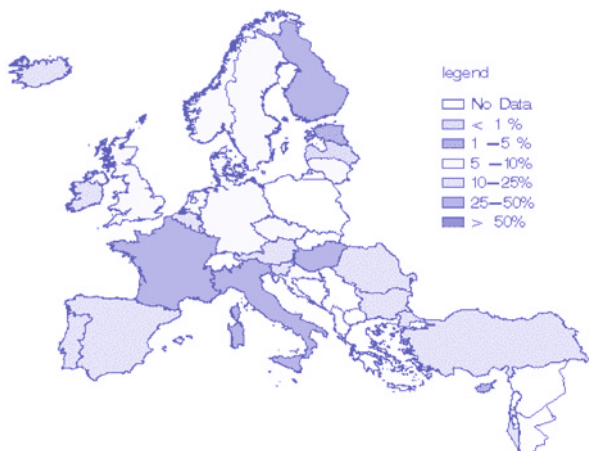 legend
No Data
< 1 %
1 –5 %
5 –10%
10–25%
25–50%
> 50%